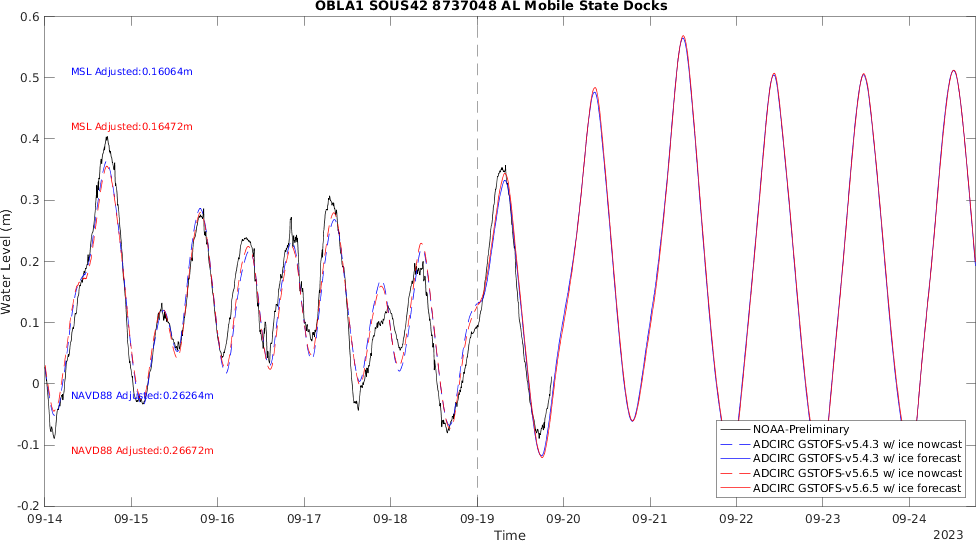 OBLA1 SOUS42 8737048 AL Mobile State Docks
0.6
0.5
0.4
0.3
0.2
0.1
0
-0.1
-0.2
Water Level (m)
MSL Adjusted:0.16064m
MSL Adjusted:0.16472m
NAVD88 Adjusted:0.26264m
NAVD88 Adjusted:0.26672m
NOAA-Preliminary
ADCIRC GSTOFS-v5.4.3 w/ ice nowcast
ADCIRC GSTOFS-v5.4.3 w/ ice forecast
ADCIRC GSTOFS-v5.6.5 w/ ice nowcast
ADCIRC GSTOFS-v5.6.5 w/ ice forecast
09-14 09-15 09-16 09-17 09-18 09-19 09-20 09-21 09-22 09-23 09-24
Time
2023